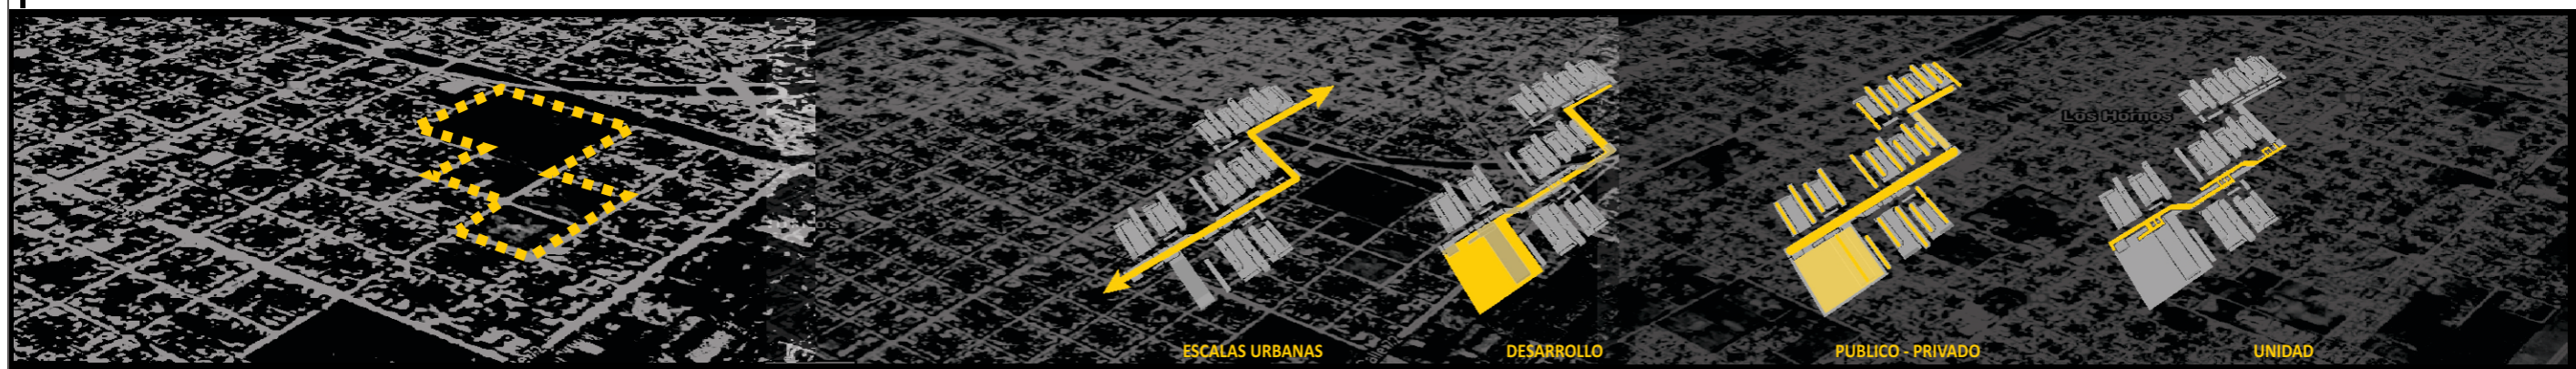 Los Hornos
ESCALAS URBANAS
DESARROLLO
PUBLICO - PRIVADO
UNIDAD